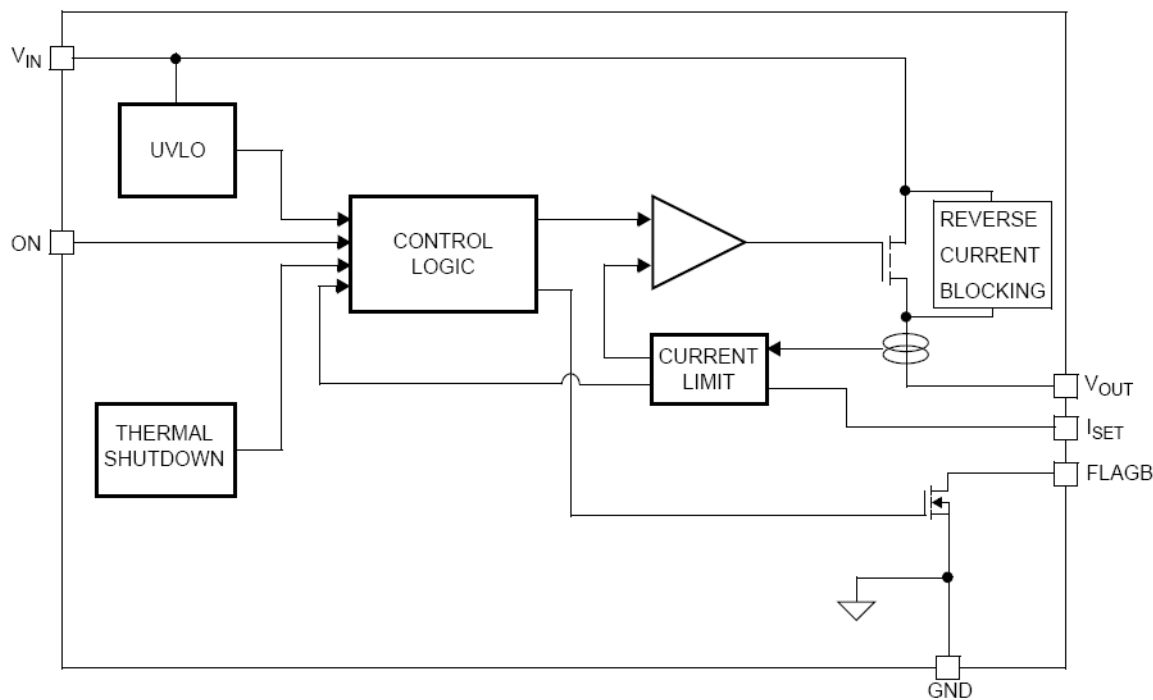 VIN
UVLO
ON
CONTROL
LOGIC
REVERSE
CURRENT
BLOCKING
CURRENT
LIMIT
VOUT
ISET
THERMAL
SHUTDOWN
FLAGB
GND